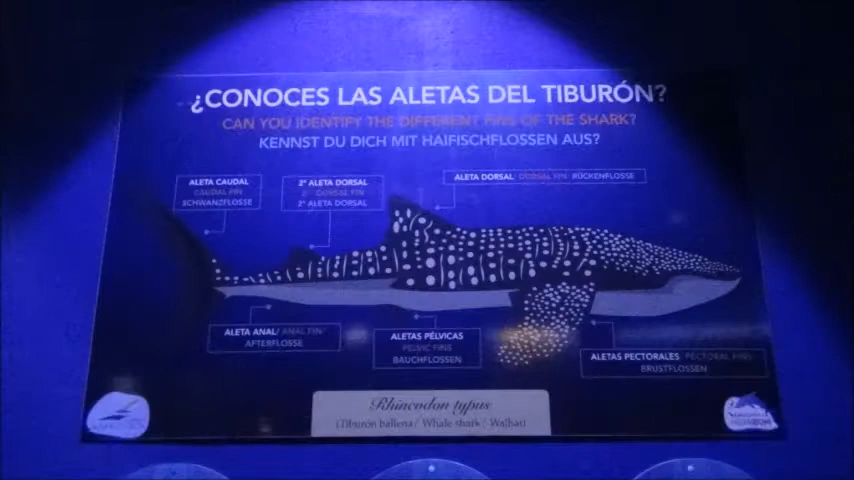 ¿CONOCES LAS ALETAS DEL TIBURÓN?
CAN YOU IDENTIFY THE DIFFERENT FINS OF THE SHARK?
KENNST DU DICH MIT HAIFISCHFLOSSEN AUS?
ALETA CAUDAL
CAUDAL FIN
SCHWANZFLOSSE
2ª ALETA DORSAL
2ª DORSAL FIN
2ª ALETA DORSAL
ALETA DORSAL/ DORSAL FIN/ RÜCKENFLOSSE
ALETA ANAL/ ANAL FIN/
AFTERFLOSSE
ALETAS PÉLVICAS
PELVIC FINS
BAUCHFLOSSEN
ALETAS PECTORALES/ PECTORAL FINS/
BRUSTFLOSSEN
Rhincodon typus
(Tiburón ballena/ Whale shark / Walhai)